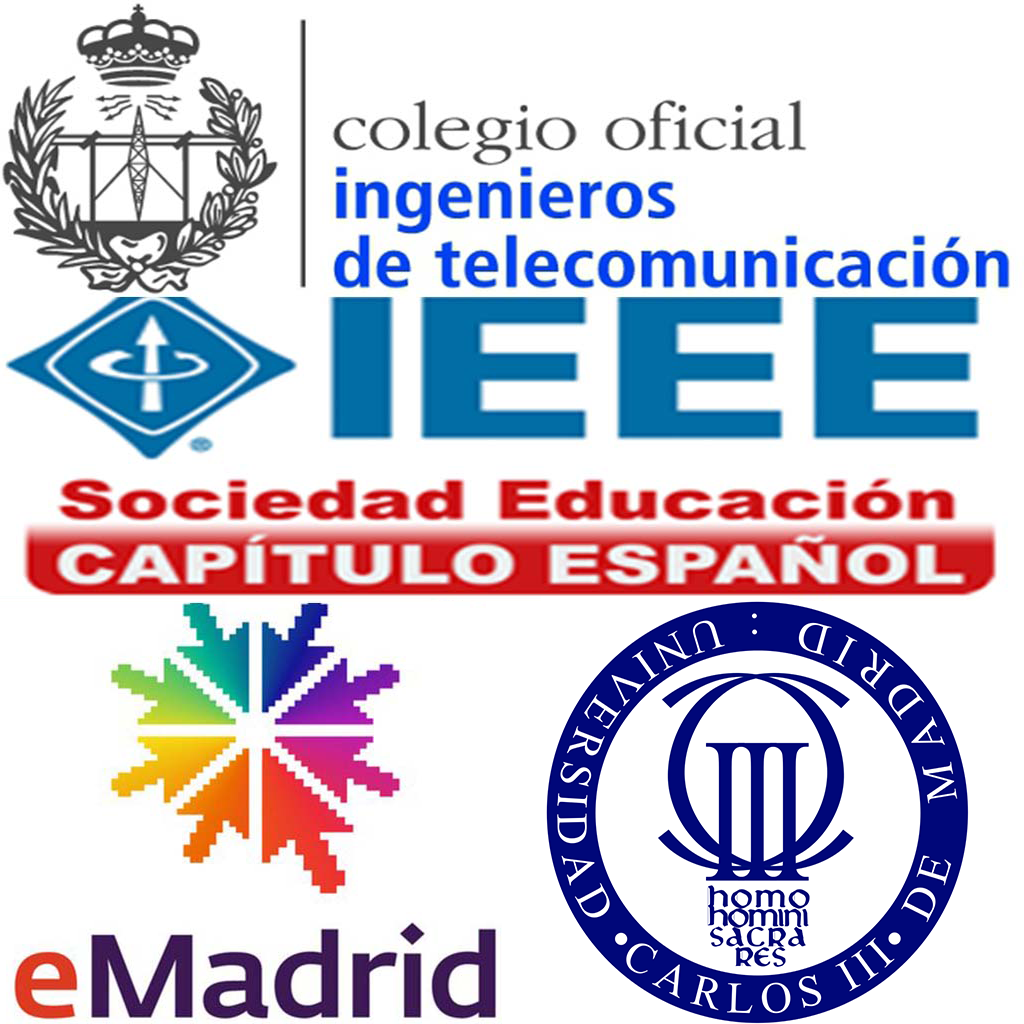 colegio oficial
ingenieros
de telecomunicación
IEEE
Sociedad Educación
CAPÍTULO ESPAÑOL
eMadrid
UNIVERSIDAD • CARLOS III • DE MADRID :
homo
homini
sacra
res